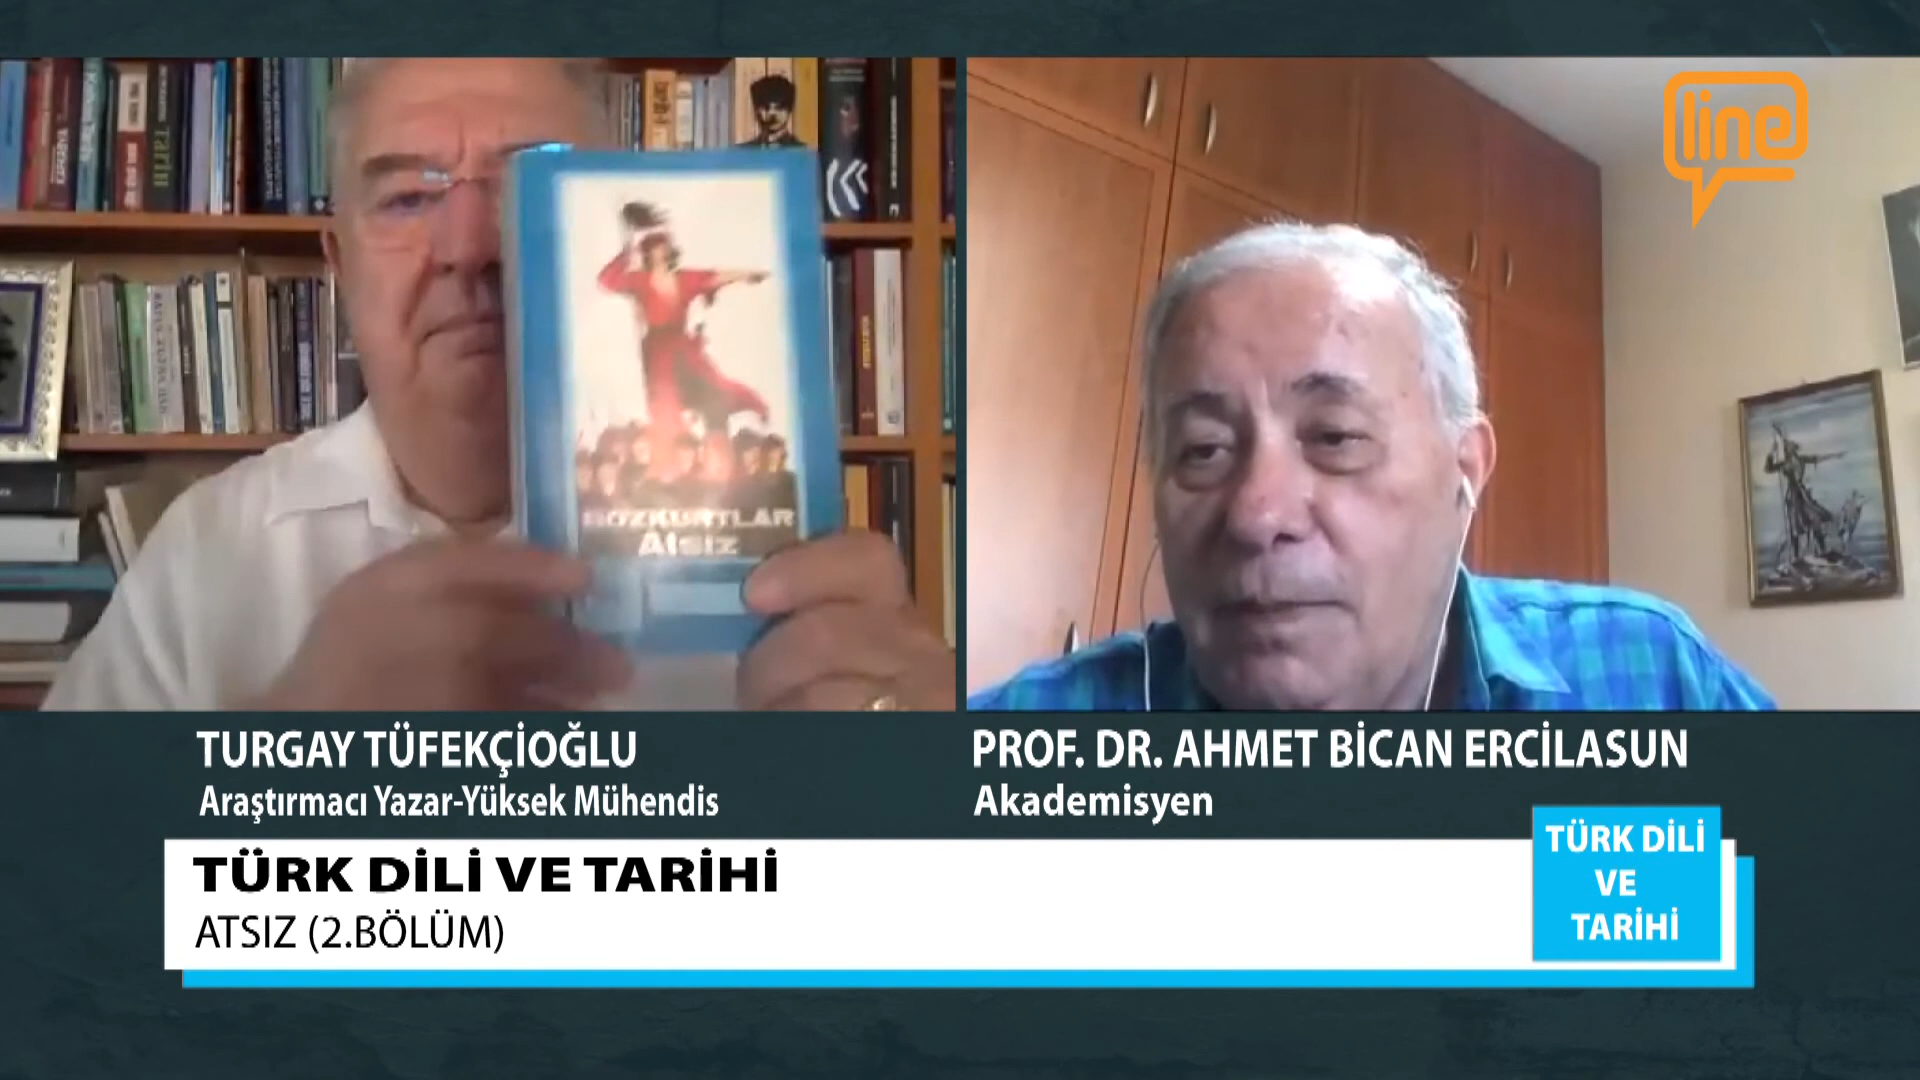 line
TARİH
BOZKURTLAR
Atsız
TURGAY TÜFEKÇİOĞLU
Araştırmacı Yazar-Yüksek Mühendis
PROF. DR. AHMET BİCAN ERCİLASUN
Akademisyen
TÜRK DİLİ VE TARİHİ
ATSIZ (2.BÖLÜM)
TÜRK DİLİ
VE
TARİHİ